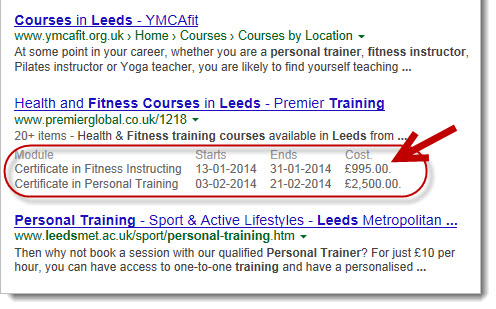 Courses in Leeds - YMCAfit
www.ymcafit.org.uk › Home › Courses › Courses by Location
At some point in your career, whether you are a personal trainer, fitness instructor,
Pilates instructor or Yoga teacher, you are likely to find yourself teaching ...
Health and Fitness Courses in Leeds - Premier Training
www.premierglobal.co.uk/1218
20+ items - Health & Fitness training courses available in Leeds from ...
Module Starts Ends Cost.
Certificate in Fitness Instructing 13-01-2014 31-01-2014 £995.00.
Certificate in Personal Training 03-02-2014 21-02-2014 £2,500.00.
Personal Training - Sport & Active Lifestyles - Leeds Metropolitan ...
www.leedsmet.ac.uk/sport/personal-training.htm
Then why not book a session with our qualified Personal Trainer? For just £10 per
hour, you can have access to one-to-one training and have a personalised ...